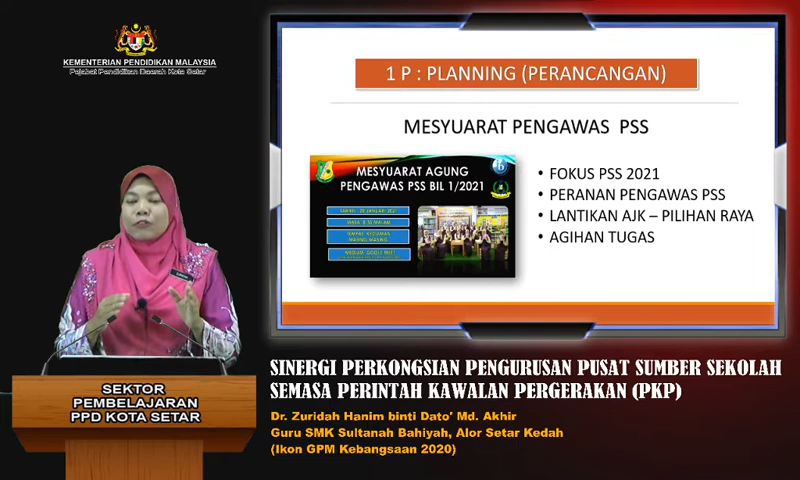 KEMENTERIAN PENDIDIKAN MALAYSIA
Pejabat Pendidikan Daerah Kota Setar
1 P : PLANNING (PERANCANGAN)
MESYUARAT PENGAWAS PSS
MESYUARAT AGUNG
PENGAWAS PSS BIL 1/2021
• FOKUS PSS 2021
• PERANAN PENGAWAS PSS
• LANTIKAN AJK – PILIHAN RAYA
• AGIHAN TUGAS
SEKTOR
PEMBELAJARAN
PPD KOTA SETAR
SINERGI PERKONGSIAN PENGURUSAN PUSAT SUMBER SEKOLAH
SEMASA PERINTAH KAWALAN PERGERAKAN (PKP)
Dr. Zuridah Hanim binti Dato' Md. Akhir
Guru SMK Sultanah Bahiyah, Alor Setar Kedah
(Ikon GPM Kebangsaan 2020)